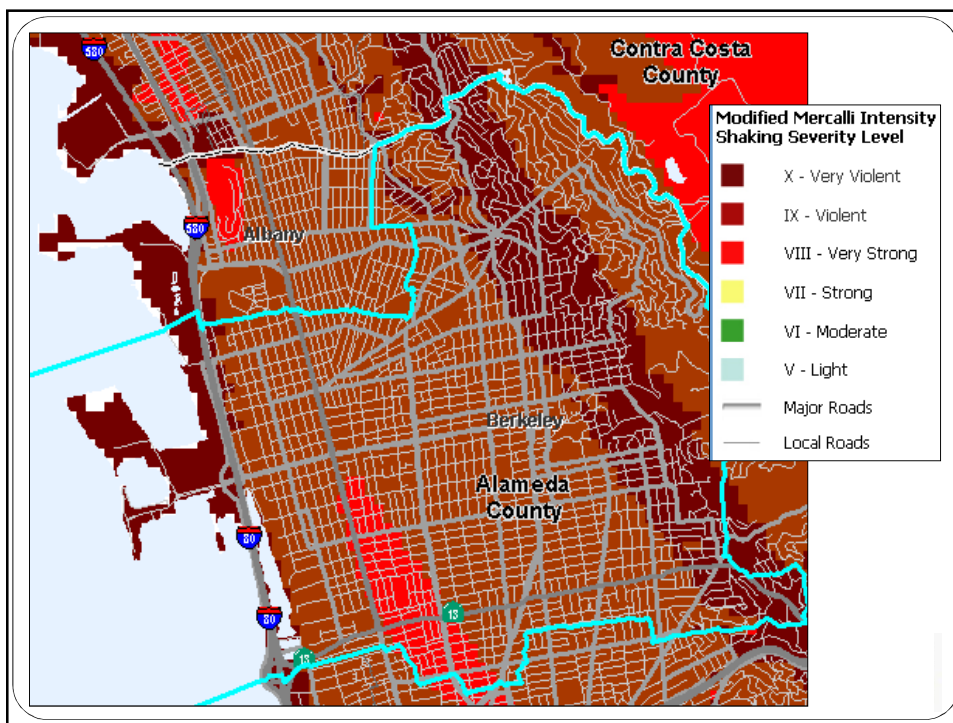 580
Contra Costa
County
Modified Mercalli Intensity
Shaking Severity Level
X - Very Violent
IX - Violent
VIII - Very Strong
VII - Strong
VI - Moderate
V - Light
Major Roads
Local Roads
580
Albany
Berkeley
Alameda
County
80
80
13
13